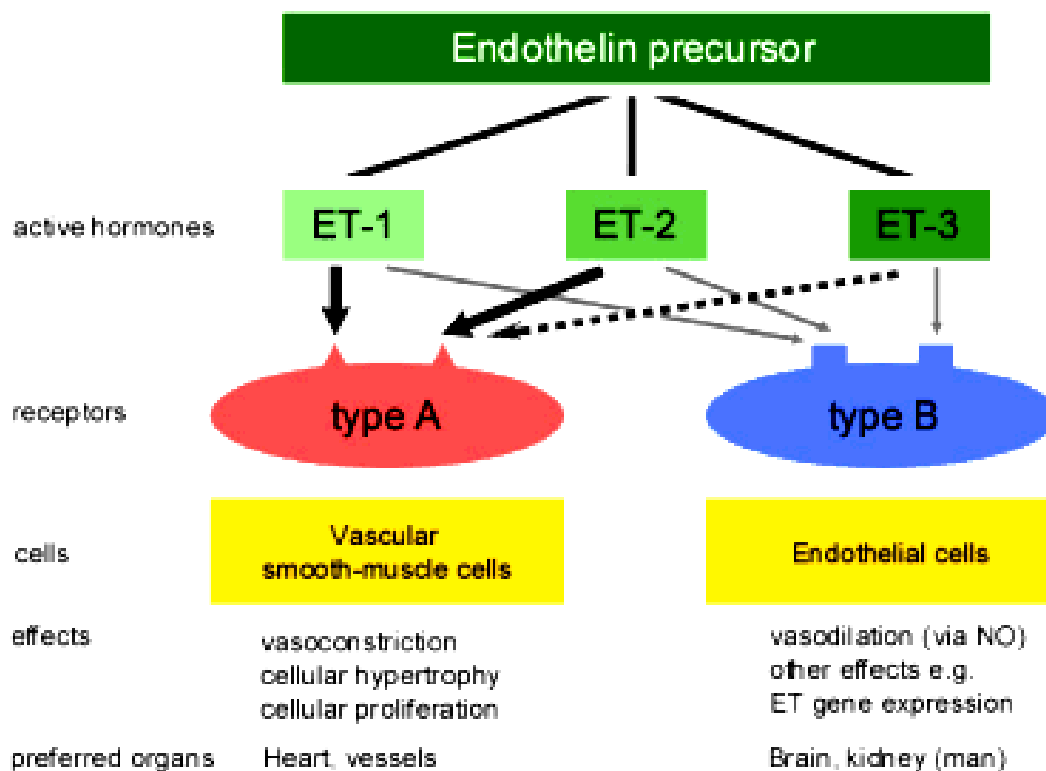 Endothelin precursor
active hormones
ET-1
ET-2
ET-3
receptors
type A
type B
cells
Vascular
smooth-muscle cells
Endothelial cells
effects
vasoconstriction
cellular hypertrophy
cellular proliferation
vasodilation (via NO)
other effects e.g.
ET gene expression
preferred organs
Heart, vessels
Brain, kidney (man)